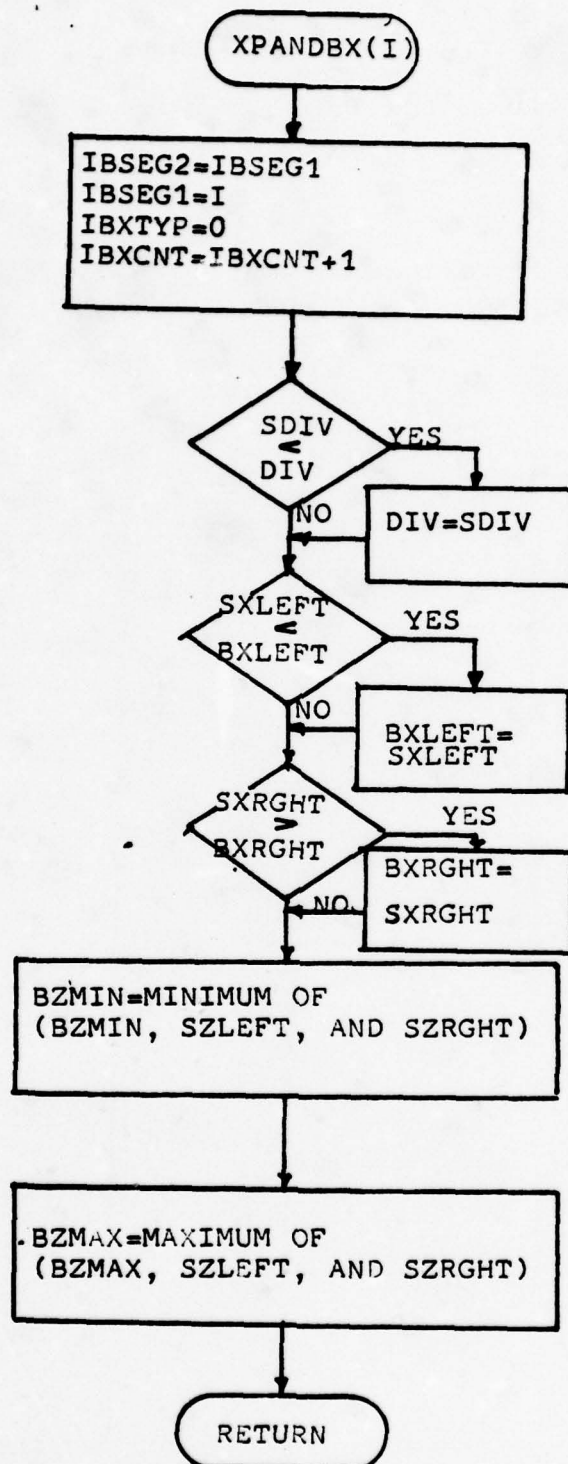 XPANDBX(I)
IBSEG2=IBSEG1
IBSEG1=I
IBXTYP=0
IBXCNT=IBXCNT+1
SDIV
<
DIV
YES
NO
DIV=SDIV
SXLEFT
<
BXLEFT
YES
NO
BXLEFT=
SXLEFT
SXRGHT
>
BXRGHT
YES
NO
BXRGHT=
SXRGHT
BZMIN=MINIMUM OF
(BZMIN, SZLEFT, AND SZRGHT)
BZMAX=MAXIMUM OF
(BZMAX, SZLEFT, AND SZRGHT)
RETURN